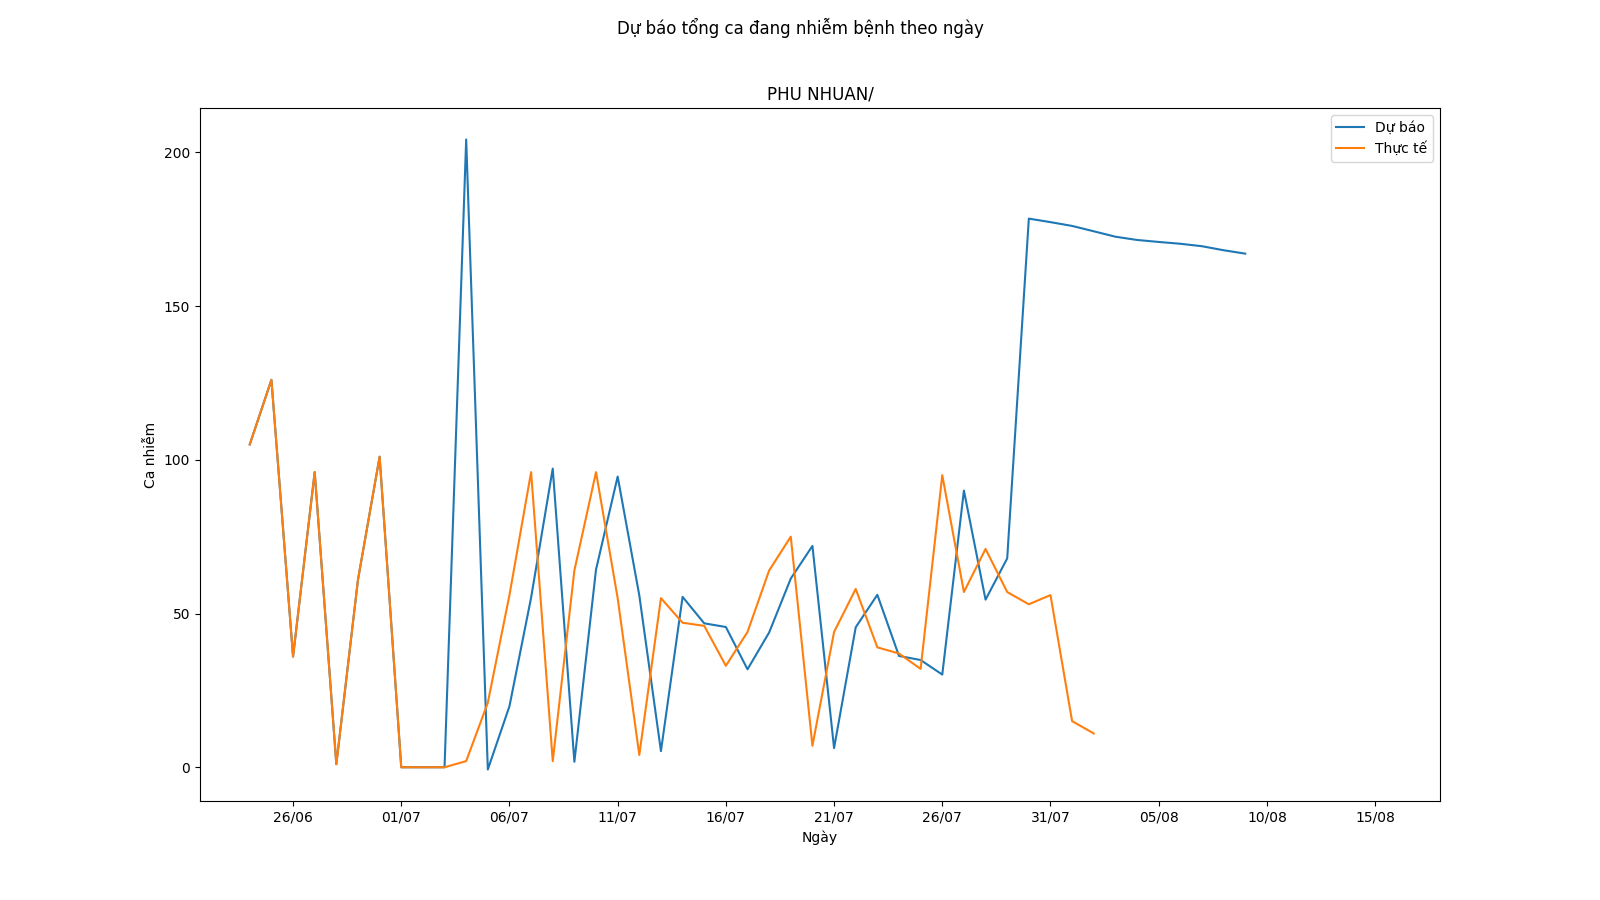 Dự báo tổng ca đang nhiễm bệnh theo ngày
PHU NHUAN/
Dự báo
Thực tế
Ca nhiễm
200
150
100
50
0
26/06
01/07
06/07
11/07
16/07
21/07
26/07
31/07
05/08
10/08
15/08
Ngày